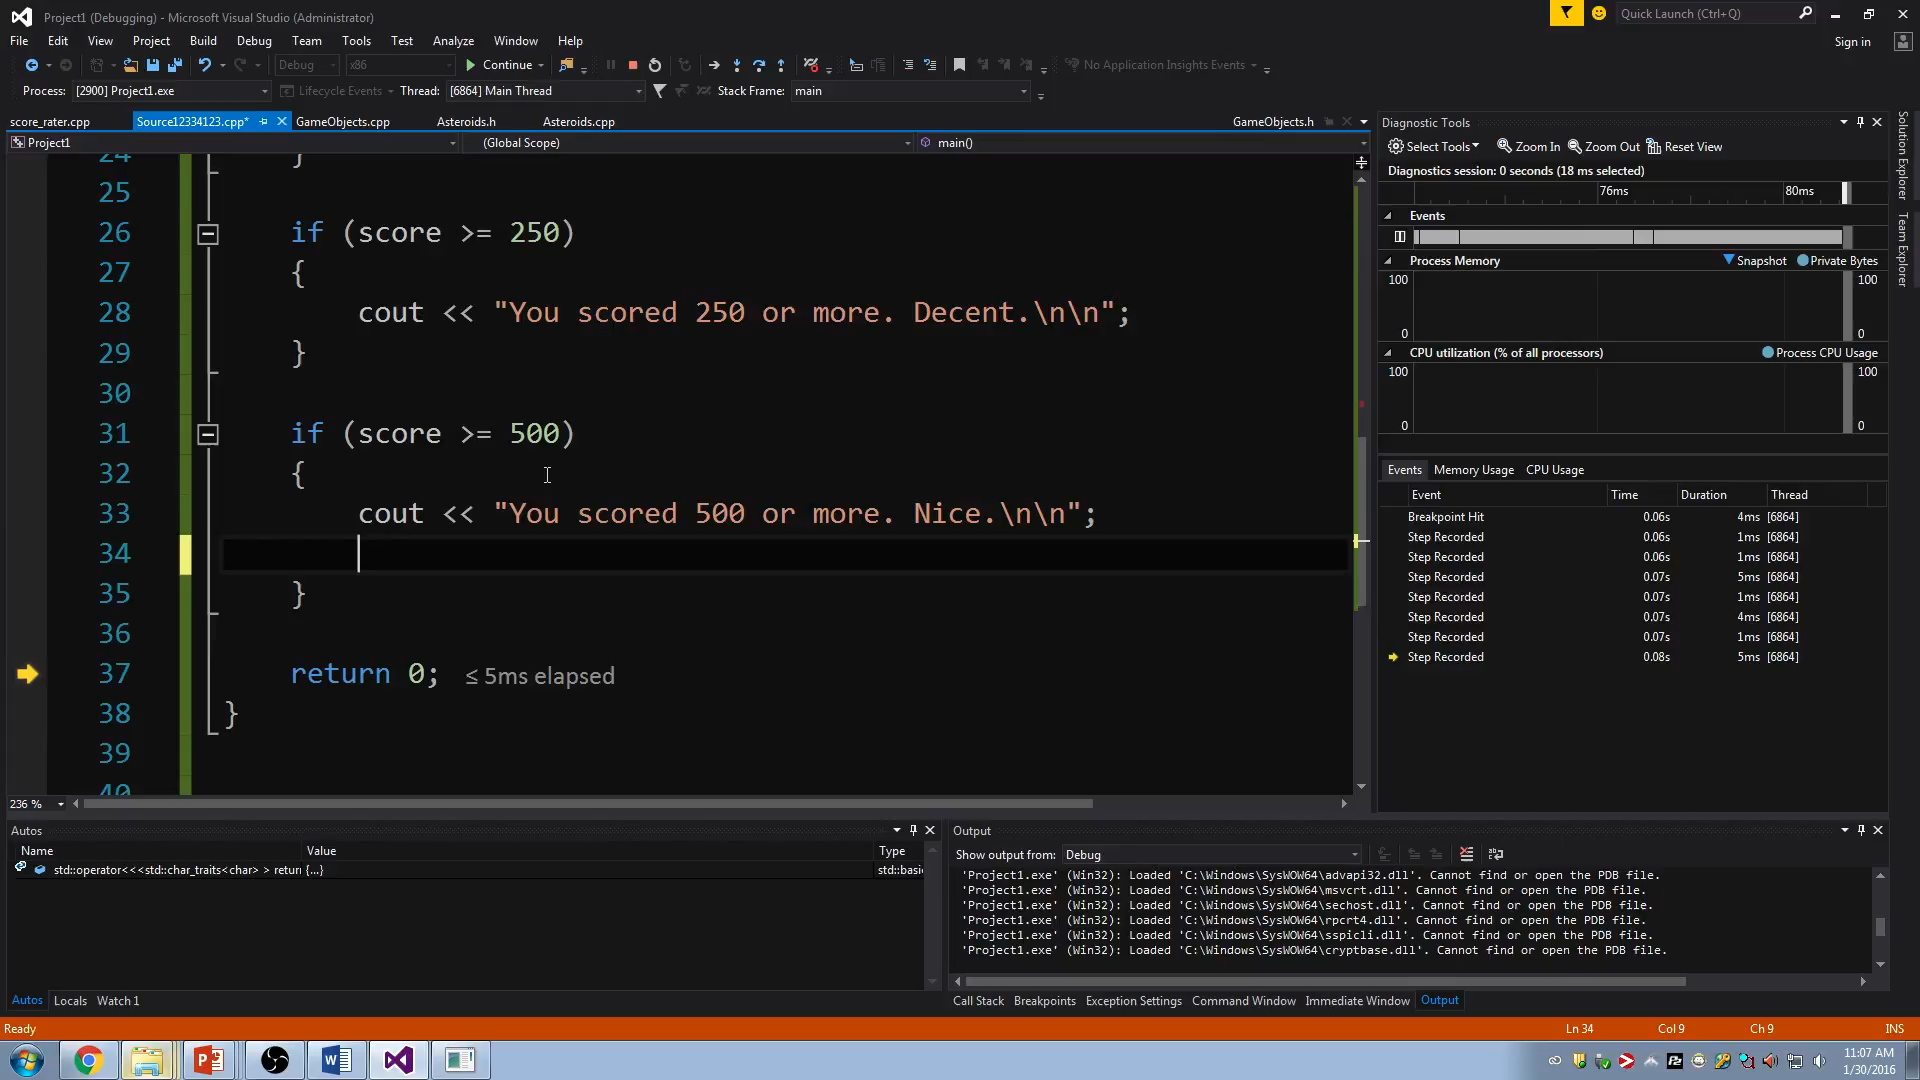 Project1 (Debugging) - Microsoft Visual Studio (Administrator)
Quick Launch (Ctrl+Q)
File Edit View Project Build Debug Team Tools Test Analyze Window Help
Sign in
Debug x86 Continue No Application Insights Events
Process: [2900] Project1.exe Lifecycle Events Thread: [6864] Main Thread Stack Frame: main
score_rater.cpp Source12334123.cpp* GameObjects.cpp Asteroids.h Asteroids.cpp GameObjects.h
Project1 (Global Scope) main()
24 }
25
26 if (score >= 250)
27 {
28 cout << "You scored 250 or more. Decent.\n\n";
29 }
30
31 if (score >= 500)
32 {
33 cout << "You scored 500 or more. Nice.\n\n";
34
35 }
36
37 return 0; ≤ 5ms elapsed
38 }
39
40
236 %
Diagnostic Tools
Select Tools Zoom In Zoom Out Reset View
Diagnostics session: 0 seconds (18 ms selected)
76ms 80ms
Events
Process Memory Snapshot Private Bytes
100 100
0 0
CPU utilization (% of all processors) Process CPU Usage
100 100
0 0
Events Memory Usage CPU Usage
Event Time Duration Thread
Breakpoint Hit 0.06s 4ms [6864]
Step Recorded 0.06s 1ms [6864]
Step Recorded 0.06s 1ms [6864]
Step Recorded 0.07s 5ms [6864]
Step Recorded 0.07s 1ms [6864]
Step Recorded 0.07s 4ms [6864]
Step Recorded 0.07s 1ms [6864]
Step Recorded 0.08s 5ms [6864]
Solution Explorer
Team Explorer
Autos
Name Value Type
std::operator<<<std::char_traits<char> > returi {...} std::basi
Autos Locals Watch 1
Output
Show output from: Debug
'Project1.exe' (Win32): Loaded 'C:\Windows\SysWOW64\advapi32.dll'. Cannot find or open the PDB file.
'Project1.exe' (Win32): Loaded 'C:\Windows\SysWOW64\msvcrt.dll'. Cannot find or open the PDB file.
'Project1.exe' (Win32): Loaded 'C:\Windows\SysWOW64\sechost.dll'. Cannot find or open the PDB file.
'Project1.exe' (Win32): Loaded 'C:\Windows\SysWOW64\rpcrt4.dll'. Cannot find or open the PDB file.
'Project1.exe' (Win32): Loaded 'C:\Windows\SysWOW64\sspicli.dll'. Cannot find or open the PDB file.
'Project1.exe' (Win32): Loaded 'C:\Windows\SysWOW64\cryptbase.dll'. Cannot find or open the PDB file.
Call Stack Breakpoints Exception Settings Command Window Immediate Window Output
Ready Ln 34 Col 9 Ch 9 INS
11:07 AM
1/30/2016